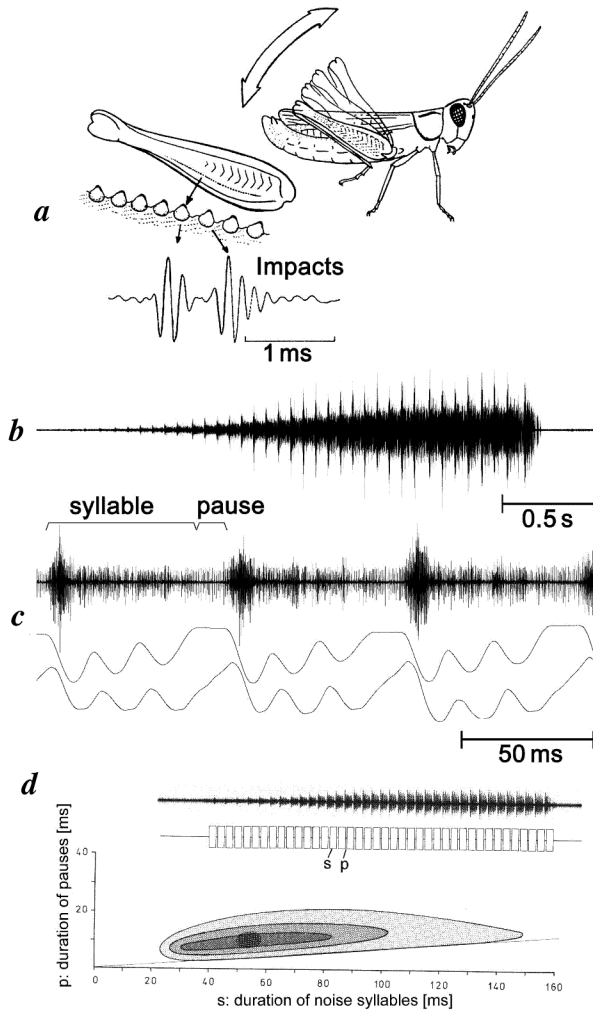 a
Impacts
1 ms
b
0.5 s
syllable pause
c
50 ms
d
s p
p: duration of pauses [ms]
40
20
0
0 20 40 60 80 100 120 140 160
s: duration of noise syllables [ms]